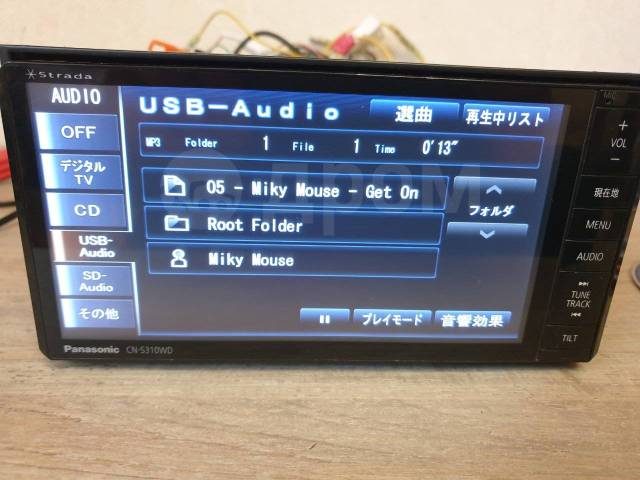 Strada
AUDIO
USB-Audio
選曲
再生中リスト
OFF
MP3 Folder 1 File 1 Time 0'13"
デジタル
TV
05 - Miky Mouse - Get On
フォルダ
CD
Root Folder
USB-
Audio
Miky Mouse
SD-
Audio
その他
プレイモード
音響効果
Panasonic CN-S310WD
MIC
+
VOL
-
現在地
MENU
AUDIO
TUNE
TRACK
TILT
ДРОМ